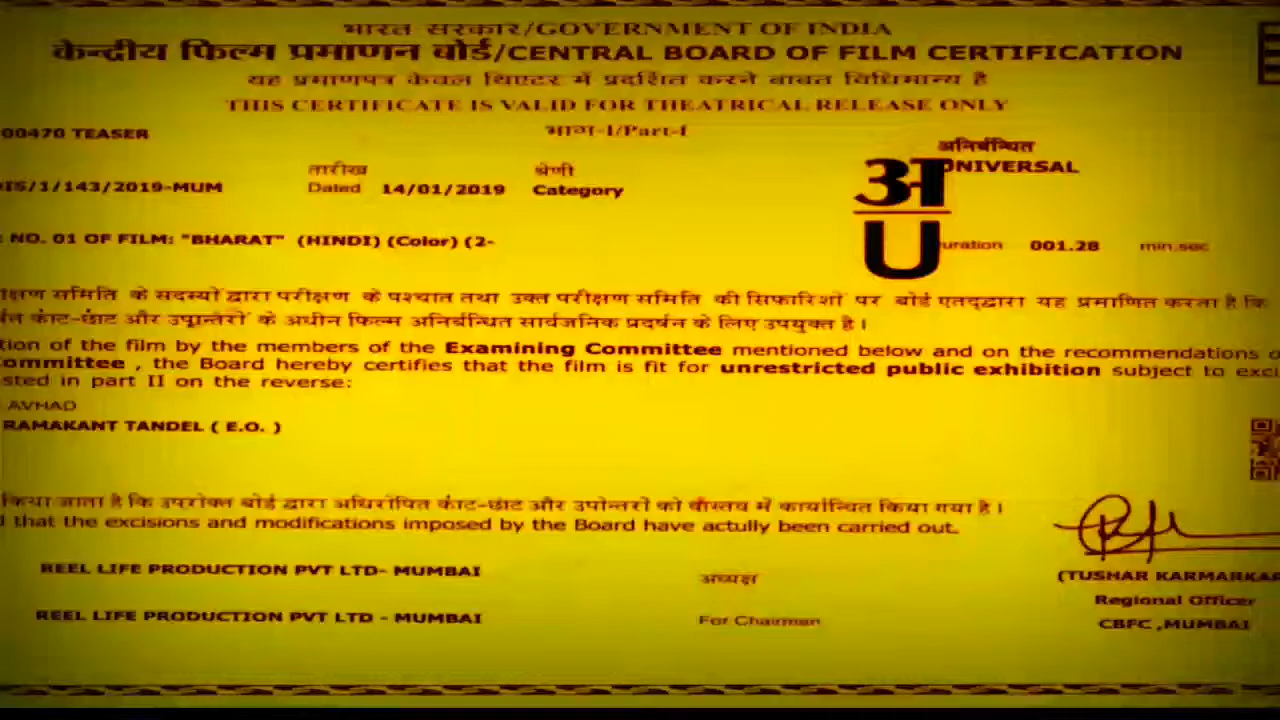 भारत सरकार/GOVERNMENT OF INDIA
केन्द्रीय फिल्म प्रमाणन बोर्ड/CENTRAL BOARD OF FILM CERTIFICATION
यह प्रमाणपत्र केवल थिएटर में प्रदर्शित करने बाबत विधिमान्य है
THIS CERTIFICATE IS VALID FOR THEATRICAL RELEASE ONLY
00470 TEASER
भाग-I/Part-I
अनिर्बन्धित
UNIVERSAL
अ
U
DIS/1/143/2019-MUM
तारीख
Dated 14/01/2019
श्रेणी
Category
NO. 01 OF FILM: "BHARAT" (HINDI) (Color) (2-
uration 001.28 min.sec
क्षण समिति के सदस्यों द्वारा परीक्षण के पश्चात तथा उक्त परीक्षण समिति की सिफारिशों पर बोर्ड एतद्द्वारा यह प्रमाणित करता है कि
काट-छांट और उपान्तरों के अधीन फिल्म अनिर्बन्धित सार्वजनिक प्रदर्षन के लिए उपयुक्त है।
tion of the film by the members of the Examining Committee mentioned below and on the recommendations o
ommittee , the Board hereby certifies that the film is fit for unrestricted public exhibition subject to exci
sted in part II on the reverse:
AVHAD
RAMAKANT TANDEL ( E.O. )
किया जाता है कि उपरोक्त बोर्ड द्वारा अधिरोपित कांट-छांट और उपोन्तरों को वास्तव में कार्यान्वित किया गया है।
d that the excisions and modifications imposed by the Board have actully been carried out.
REEL LIFE PRODUCTION PVT LTD- MUMBAI
अध्यक्ष
(TUSHAR KARMARKAR
Regional Officer
REEL LIFE PRODUCTION PVT LTD - MUMBAI
For Chairman
CBFC ,MUMBAI